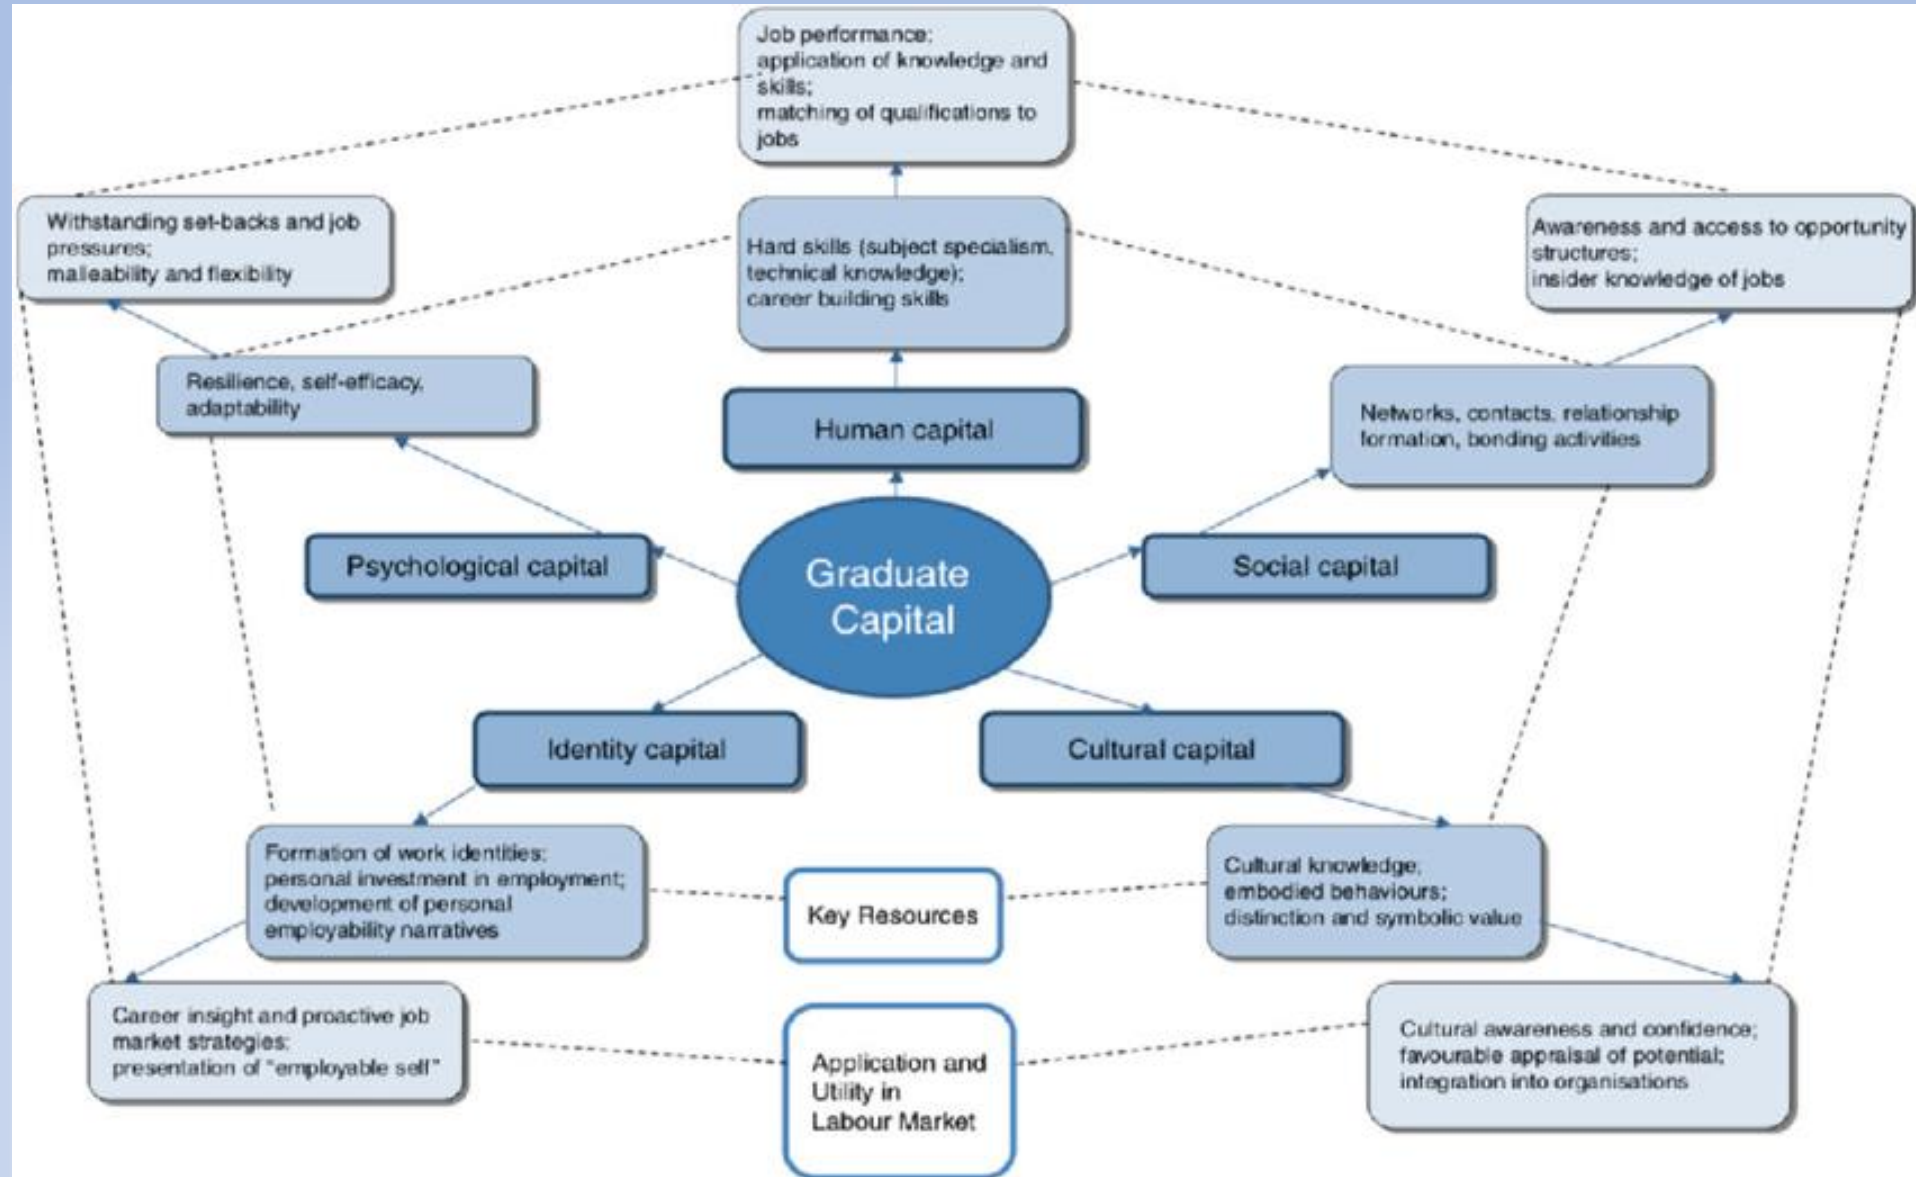 Job performance;
application of knowledge and
skills;
matching of qualifications to
jobs
Withstanding set-backs and job
pressures;
malleability and flexibility
Hard skills (subject specialism,
technical knowledge);
career building skills
Awareness and access to opportunity
structures;
insider knowledge of jobs
Resilience, self-efficacy,
adaptability
Human capital
Networks, contacts, relationship
formation, bonding activities
Psychological capital
Graduate
Capital
Social capital
Identity capital
Cultural capital
Formation of work identities;
personal investment in employment;
development of personal
employability narratives
Key Resources
Cultural knowledge;
embodied behaviours;
distinction and symbolic value
Career insight and proactive job
market strategies;
presentation of "employable self"
Application and
Utility in
Labour Market
Cultural awareness and confidence;
favourable appraisal of potential;
integration into organisations